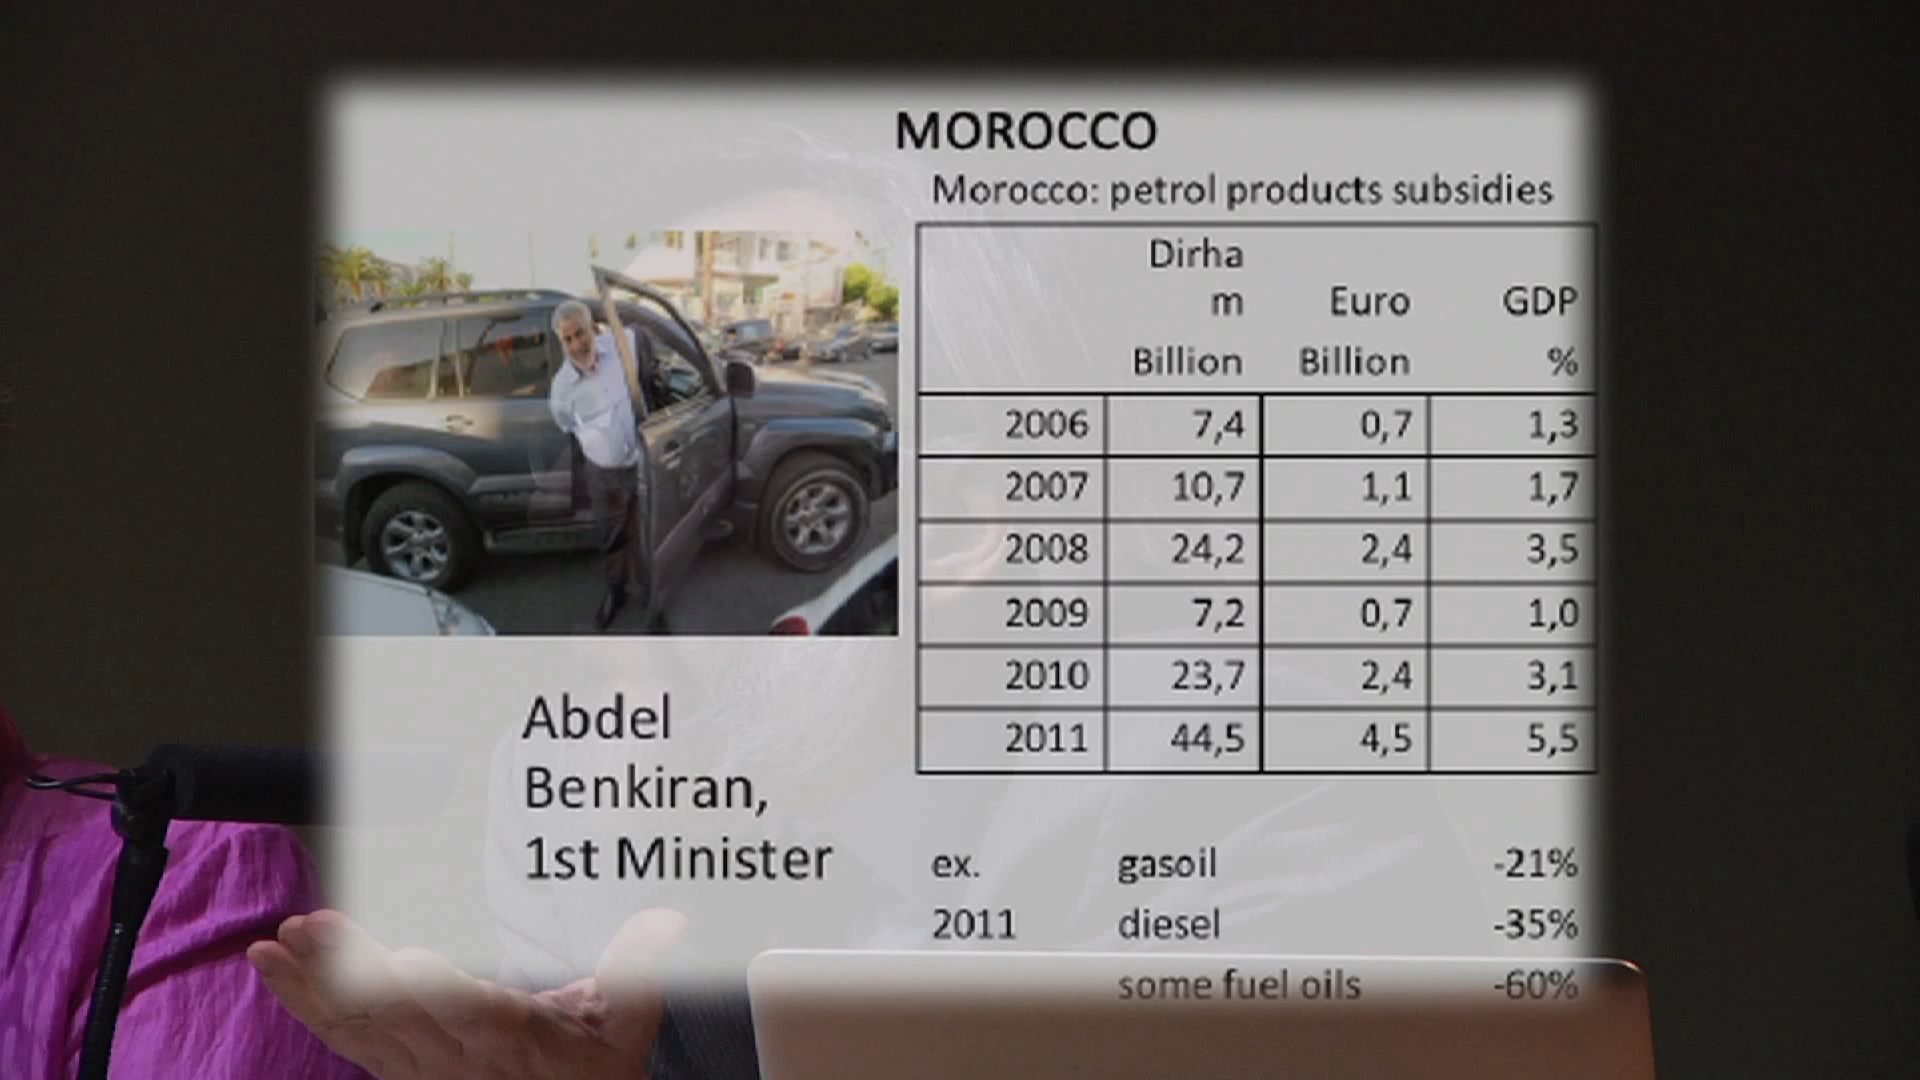 MOROCCO
Morocco: petrol products subsidies
Dirha
m Euro GDP
Billion Billion %
2006 7,4 0,7 1,3
2007 10,7 1,1 1,7
2008 24,2 2,4 3,5
2009 7,2 0,7 1,0
2010 23,7 2,4 3,1
2011 44,5 4,5 5,5
Abdel
Benkiran,
1st Minister
ex. gasoil -21%
2011 diesel -35%
some fuel oils -60%